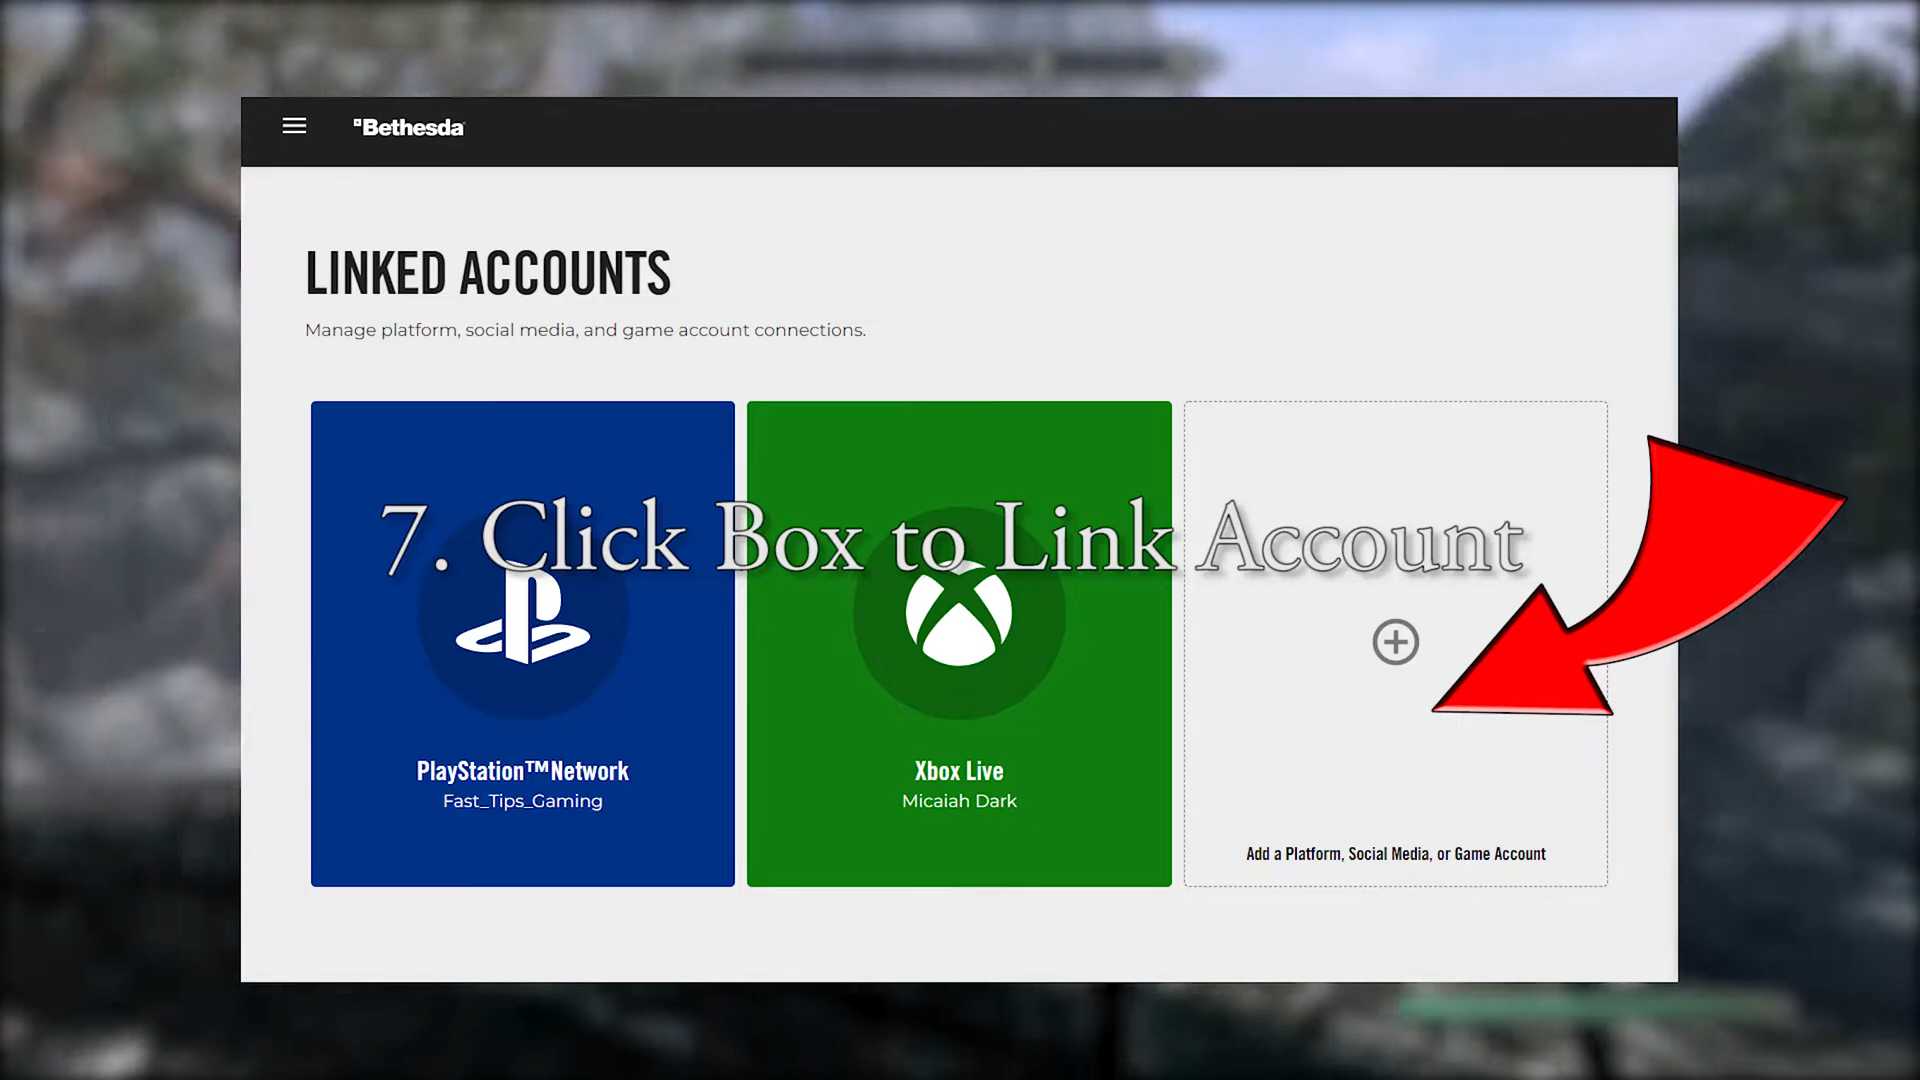 Bethesda
LINKED ACCOUNTS
Manage platform, social media, and game account connections.
7. Click Box to Link Account
PlayStation™Network
Fast_Tips_Gaming
Xbox Live
Micaiah Dark
Add a Platform, Social Media, or Game Account